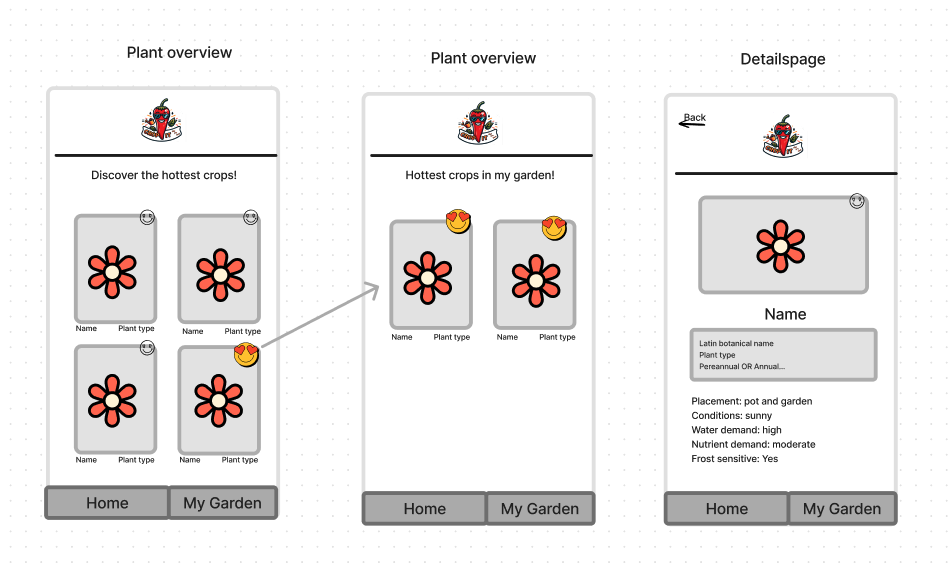 Plant overview
Discover the hottest crops!
Name Plant type
Name Plant type
Name Plant type
Name Plant type
Home My Garden
Plant overview
Hottest crops in my garden!
Name Plant type
Name Plant type
Home My Garden
Detailspage
Back
Name
Latin botanical name
Plant type
Pereannual OR Annual...
Placement: pot and garden
Conditions: sunny
Water demand: high
Nutrient demand: moderate
Frost sensitive: Yes
Home My Garden